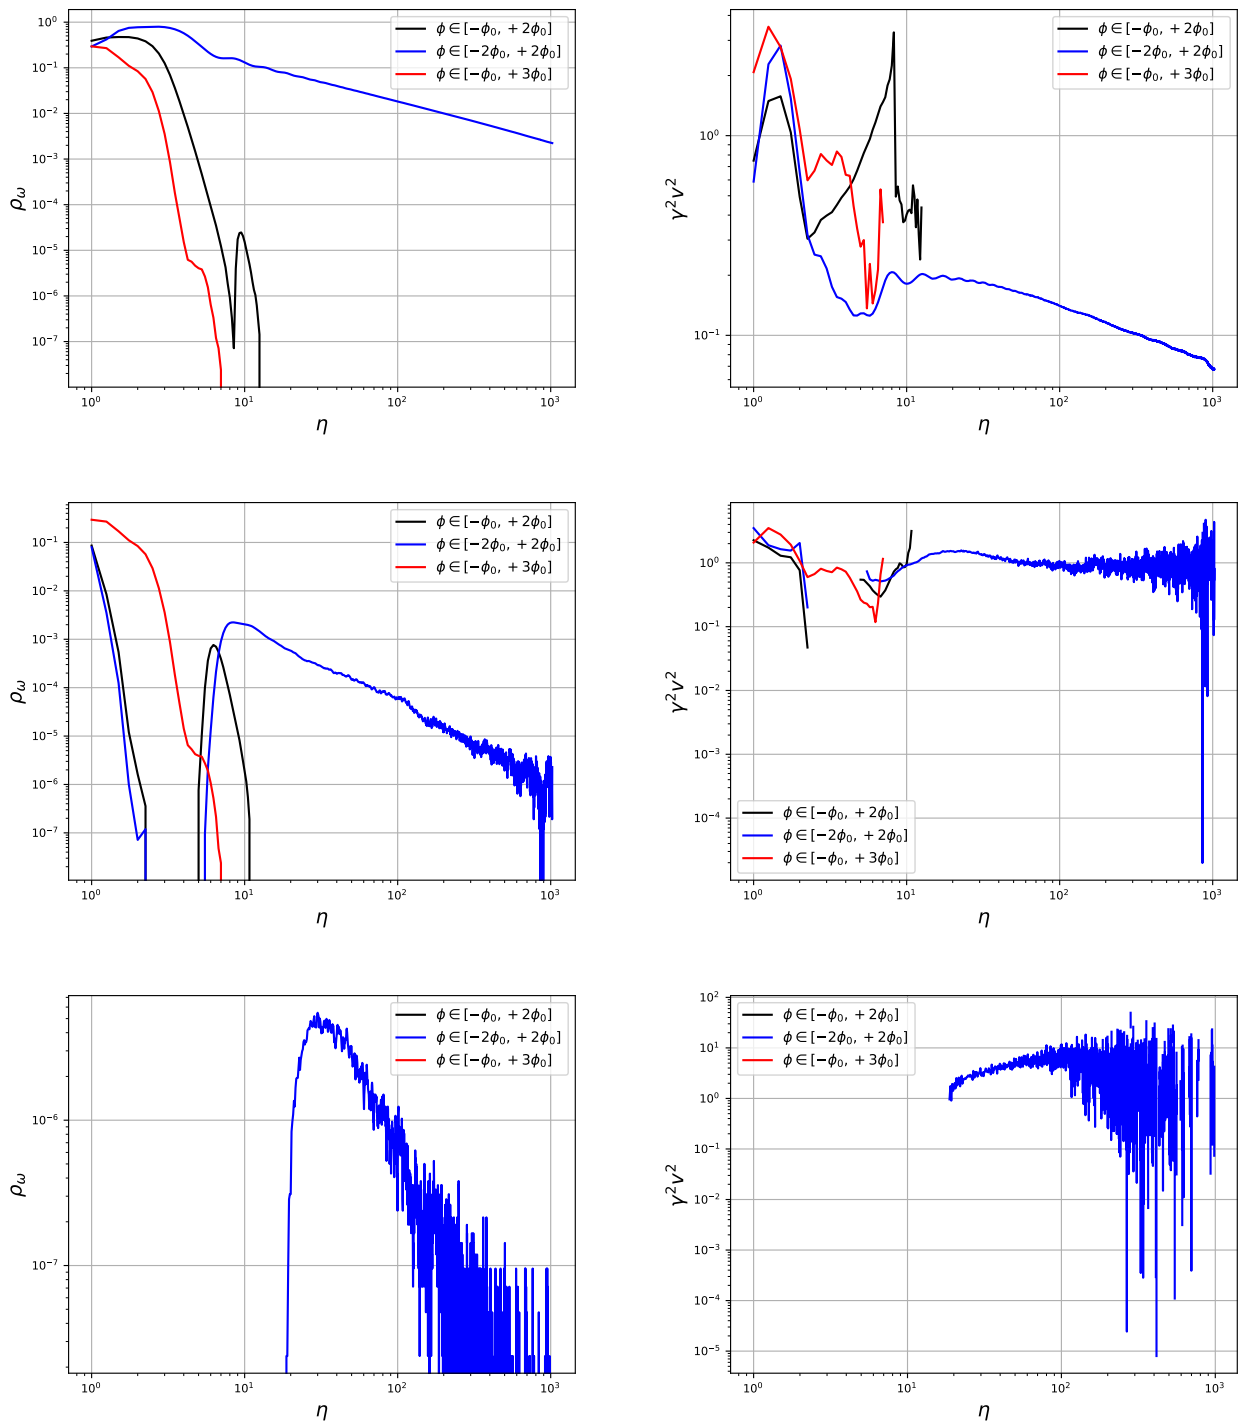 10⁰
10⁻¹
10⁻²
10⁻³
10⁻⁴
10⁻⁵
10⁻⁶
10⁻⁷
ρω
10⁰ 10¹ 10² 10³
η
ϕ ∈ [−ϕ₀, +2ϕ₀]
ϕ ∈ [−2ϕ₀, +2ϕ₀]
ϕ ∈ [−ϕ₀, +3ϕ₀]
10⁰
10⁻¹
γ²v²
10⁰ 10¹ 10² 10³
η
ϕ ∈ [−ϕ₀, +2ϕ₀]
ϕ ∈ [−2ϕ₀, +2ϕ₀]
ϕ ∈ [−ϕ₀, +3ϕ₀]
10⁻¹
10⁻²
10⁻³
10⁻⁴
10⁻⁵
10⁻⁶
10⁻⁷
ρω
10⁰ 10¹ 10² 10³
η
ϕ ∈ [−ϕ₀, +2ϕ₀]
ϕ ∈ [−2ϕ₀, +2ϕ₀]
ϕ ∈ [−ϕ₀, +3ϕ₀]
10⁰
10⁻¹
10⁻²
10⁻³
10⁻⁴
γ²v²
10⁰ 10¹ 10² 10³
η
ϕ ∈ [−ϕ₀, +2ϕ₀]
ϕ ∈ [−2ϕ₀, +2ϕ₀]
ϕ ∈ [−ϕ₀, +3ϕ₀]
10⁻⁶
10⁻⁷
ρω
10⁰ 10¹ 10² 10³
η
ϕ ∈ [−ϕ₀, +2ϕ₀]
ϕ ∈ [−2ϕ₀, +2ϕ₀]
ϕ ∈ [−ϕ₀, +3ϕ₀]
10²
10¹
10⁰
10⁻¹
10⁻²
10⁻³
10⁻⁴
10⁻⁵
γ²v²
10⁰ 10¹ 10² 10³
η
ϕ ∈ [−ϕ₀, +2ϕ₀]
ϕ ∈ [−2ϕ₀, +2ϕ₀]
ϕ ∈ [−ϕ₀, +3ϕ₀]